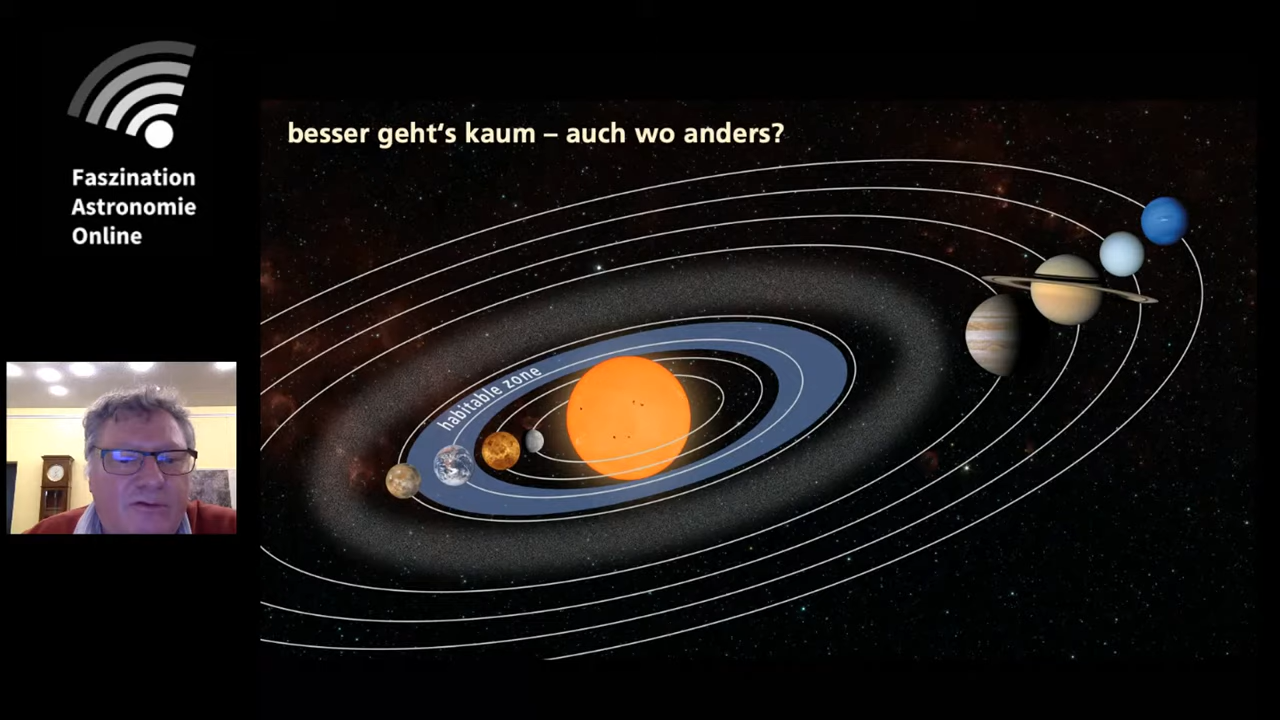 Faszination
Astronomie
Online
besser geht's kaum – auch wo anders?
habitable zone